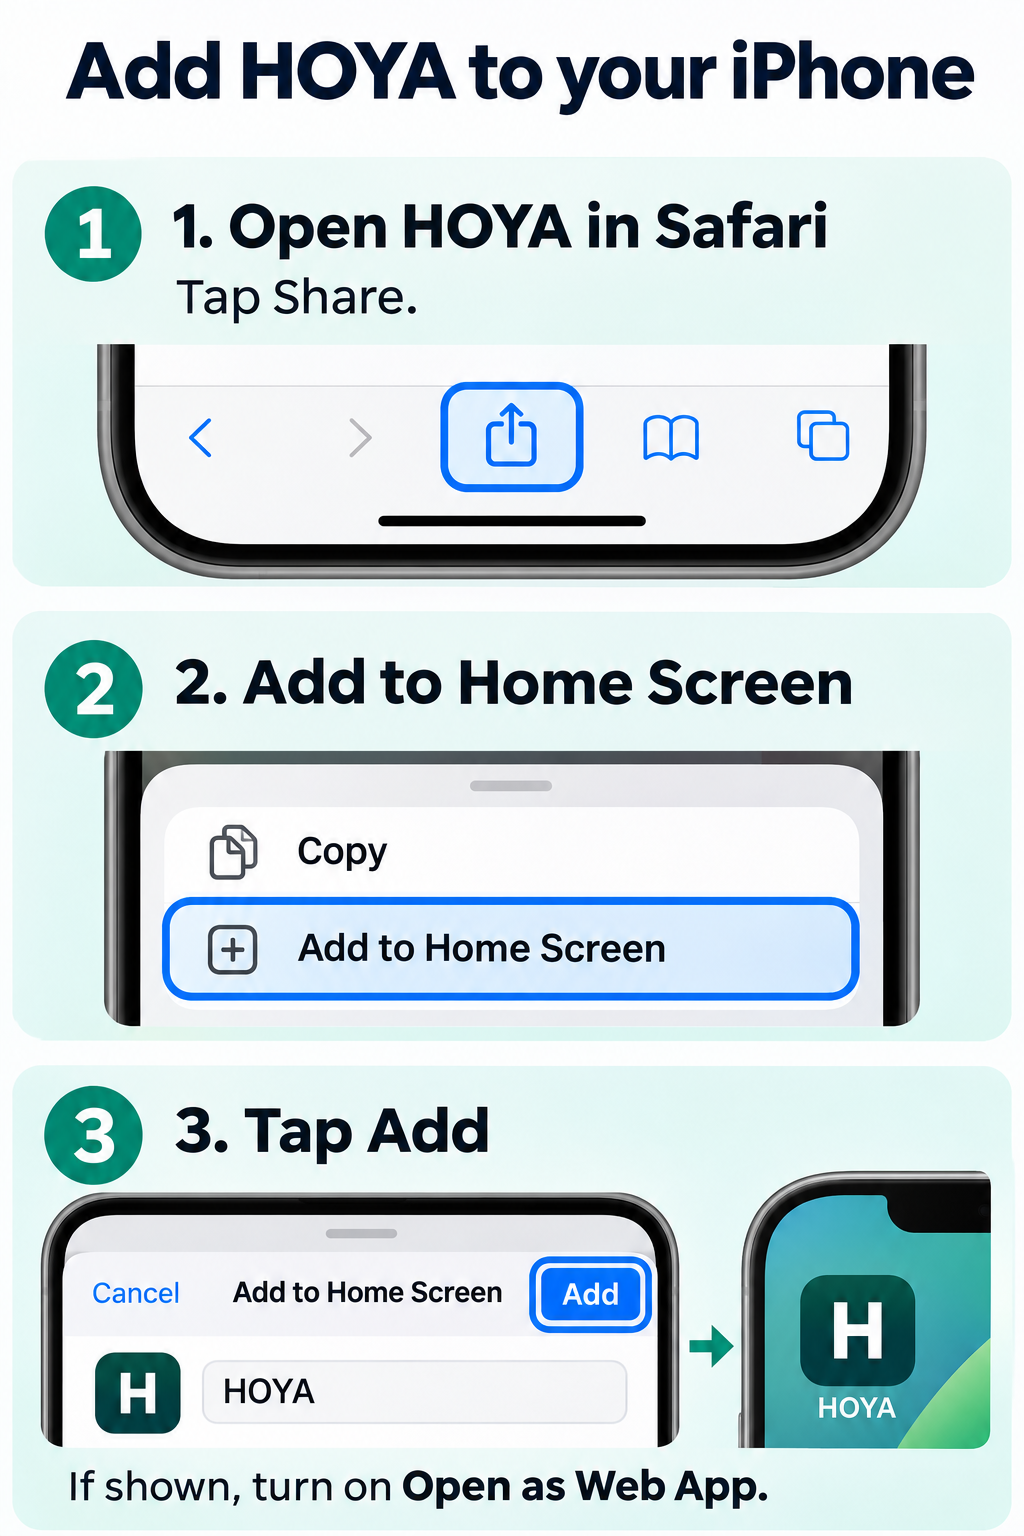 Add HOYA to your iPhone
1
1. Open HOYA in Safari
Tap Share.
2
2. Add to Home Screen
Copy
Add to Home Screen
3
3. Tap Add
Cancel
Add to Home Screen
Add
H
HOYA
H
HOYA
If shown, turn on Open as Web App.